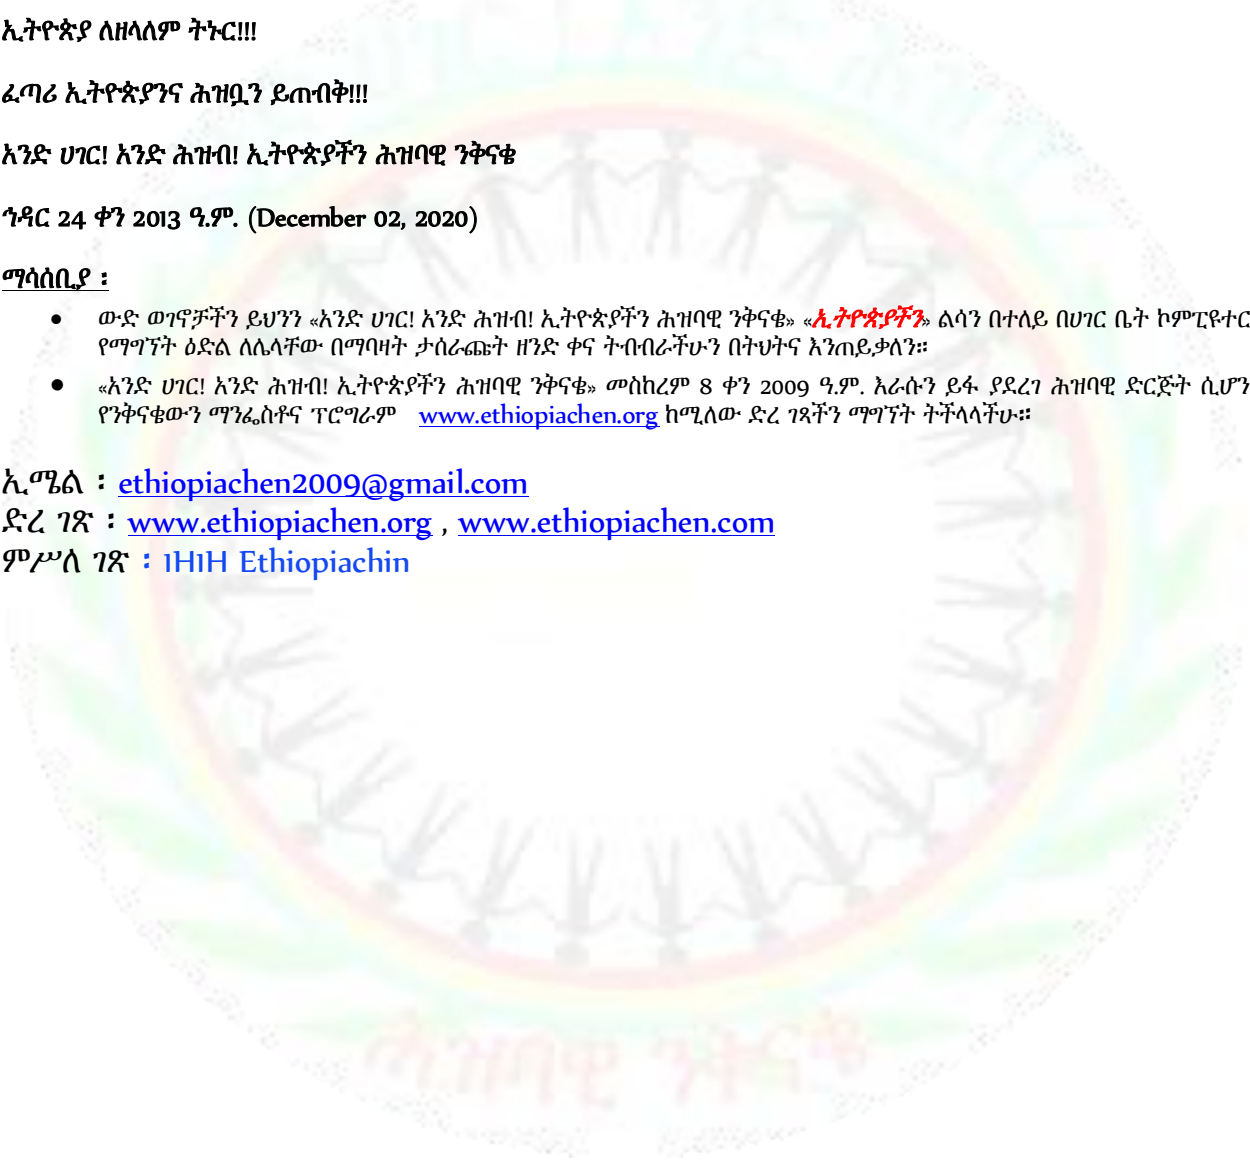 ኢትዮጵያ ለዘላለም ትኑር!!!
ፈጣሪ ኢትዮጵያንና ሕዝቧን ይጠብቅ!!!
አንድ ሀገር! አንድ ሕዝብ! ኢትዮጵያችን ሕዝባዊ ንቅናቄ
ኅዳር 24 ቀን 2013 ዓ.ም. (December 02, 2020)
ማሳሰቢያ ፡
• ውድ ወገኖቻችን ይህንን «አንድ ሀገር! አንድ ሕዝብ! ኢትዮጵያችን ሕዝባዊ ንቅናቄ» «ኢትዮጵያችን» ልሳን በተለይ በሀገር ቤት ኮምፒዩተር
የማግኘት ዕድል ለሌላቸው በማባዛት ታሰራጩት ዘንድ ቀና ትብብራችሁን በትህትና እንጠይቃለን።
• «አንድ ሀገር! አንድ ሕዝብ! ኢትዮጵያችን ሕዝባዊ ንቅናቄ» መስከረም 8 ቀን 2009 ዓ.ም. እራሱን ይፋ ያደረገ ሕዝባዊ ድርጅት ሲሆን
የንቅናቄውን ማንፌስቶና ፕሮግራም www.ethiopiachen.org ከሚለው ድረ ገጻችን ማግኘት ትችላላችሁ።
ኢሜል ፡ ethiopiachen2009@gmail.com
ድረ ገጽ ፡ www.ethiopiachen.org , www.ethiopiachen.com
ምሥለ ገጽ ፡ 1H1H Ethiopiachin
ሕዝባዊ ንቅናቄ